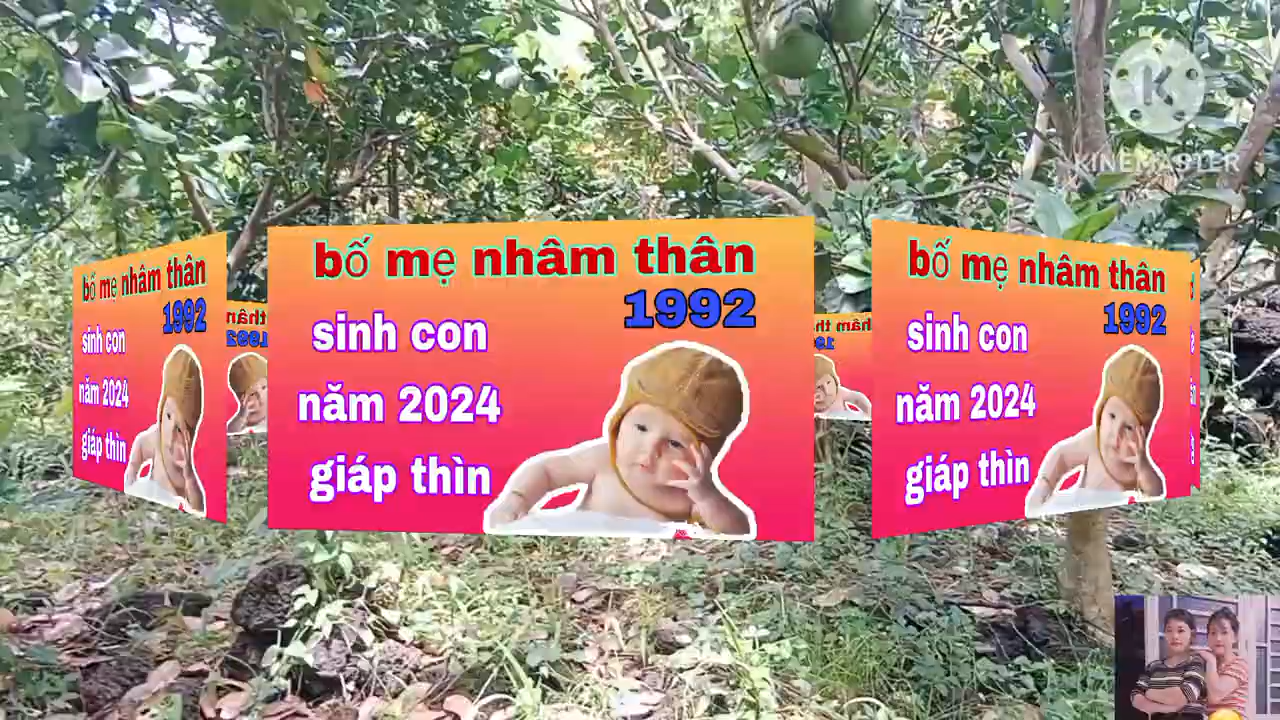 bố mẹ nhâm thân
1992
sinh con
năm 2024
giáp thìn
bố mẹ nhâm thân
1992
sinh con
năm 2024
giáp thìn
bố mẹ nhâm thân
1992
sinh con
năm 2024
giáp thìn
K
KINEMASTER